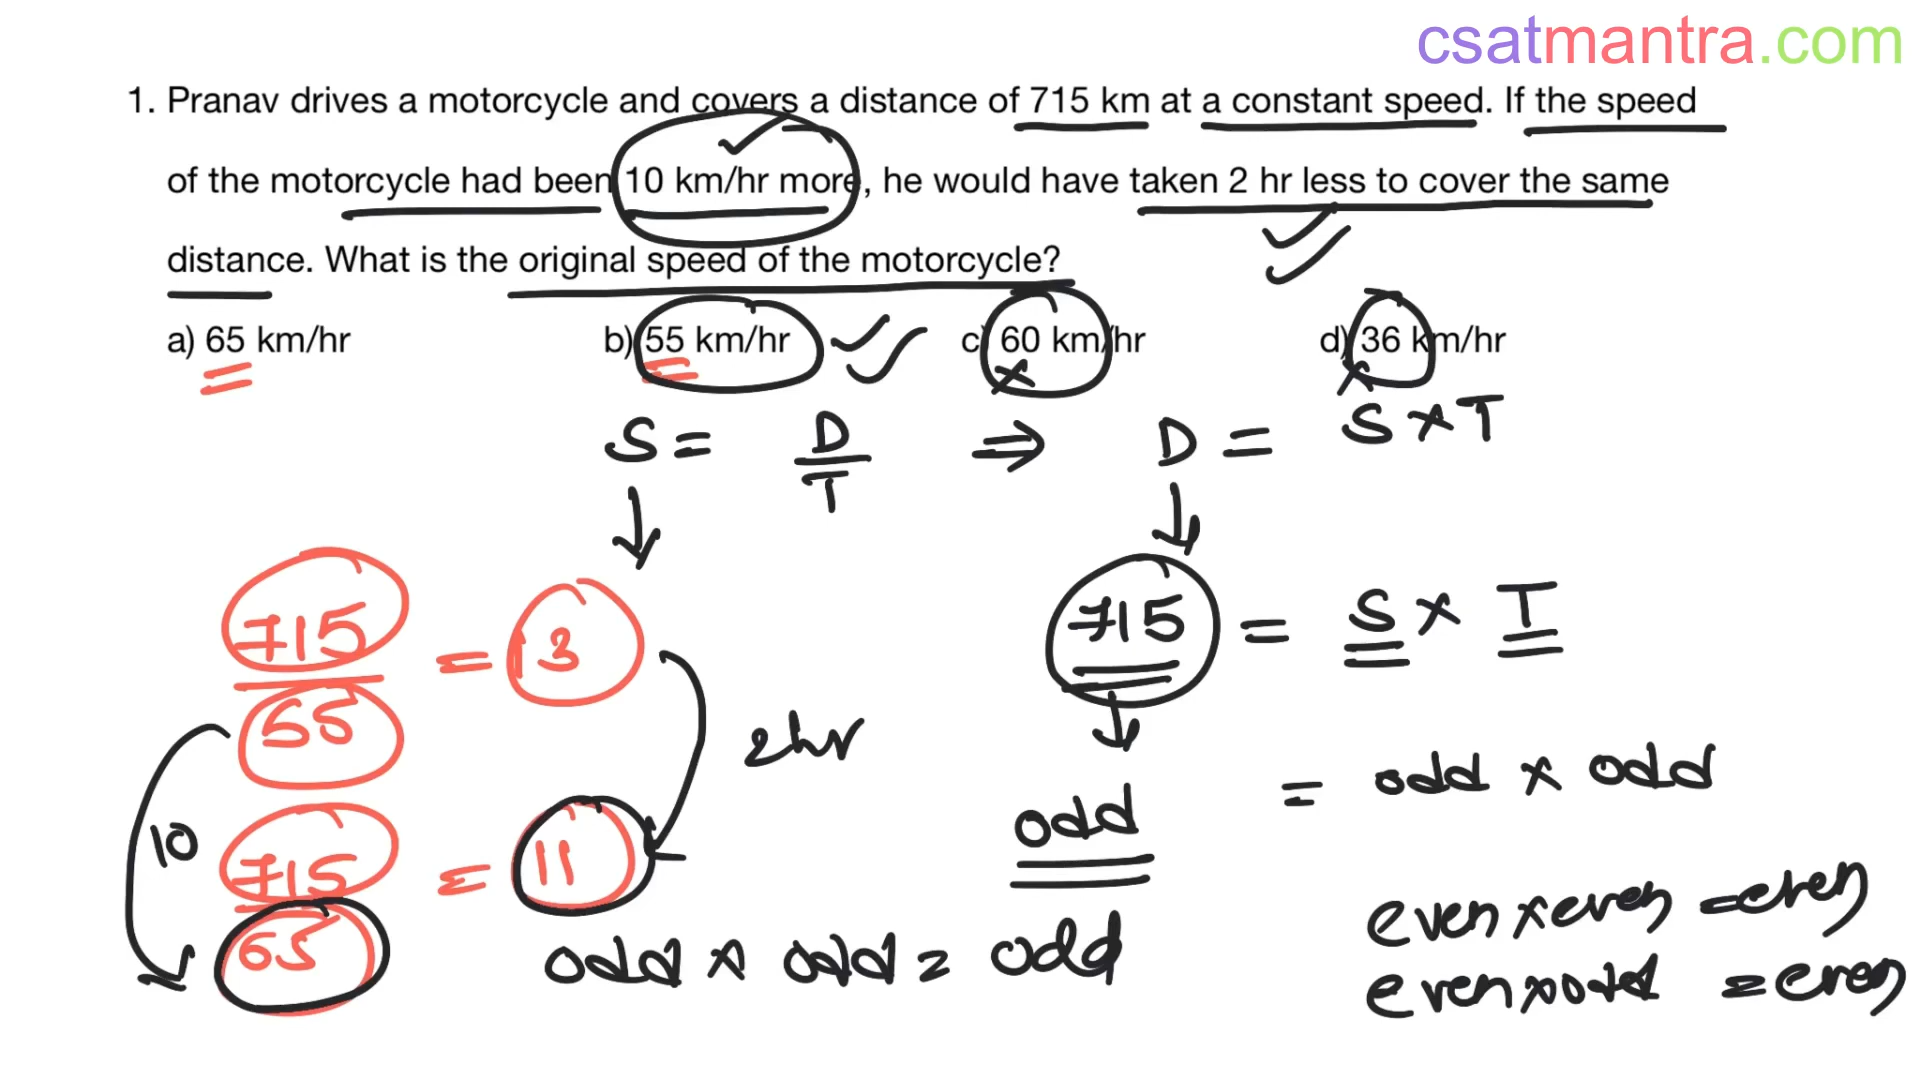 csatmantra.com
1. Pranav drives a motorcycle and covers a distance of 715 km at a constant speed. If the speed
of the motorcycle had been 10 km/hr more, he would have taken 2 hr less to cover the same
distance. What is the original speed of the motorcycle?
a) 65 km/hr b) 55 km/hr c) 60 km/hr d) 36 km/hr
S = D/T ⇒ D = S × T
715/55 = 13
715 = S × T
2hr
odd
= odd × odd
10
715/65 = 11
even × even = even
odd × odd = odd
even × odd = even